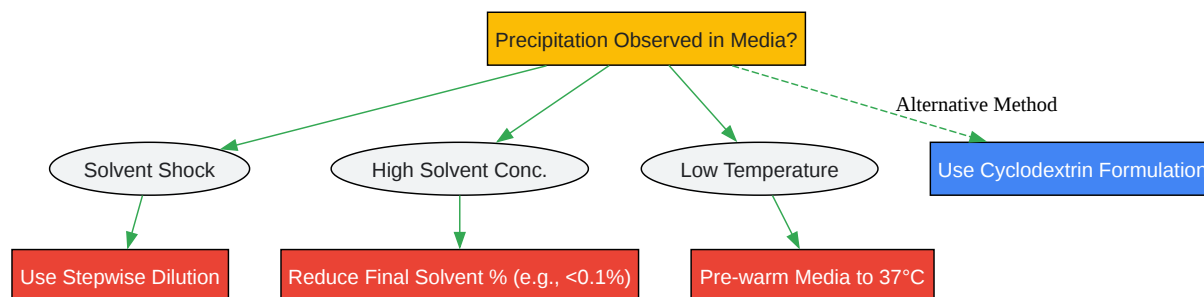 Precipitation Observed in Media?
Alternative Method
Solvent Shock
High Solvent Conc.
Low Temperature
Use Cyclodextrin Formulation
Use Stepwise Dilution
Reduce Final Solvent % (e.g., <0.1%)
Pre-warm Media to 37°C